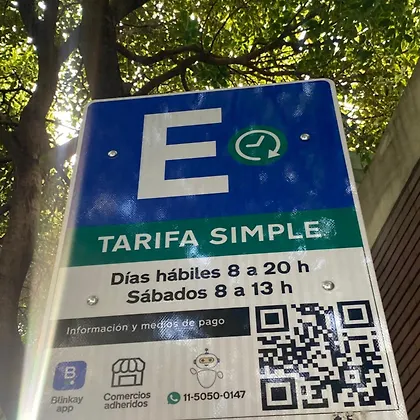 E
TARIFA SIMPLE
Días hábiles 8 a 20 h
Sábados 8 a 13 h
Información y medios de pago
B
Blinkay
app
Comercios
adheridos
11-5050-0147